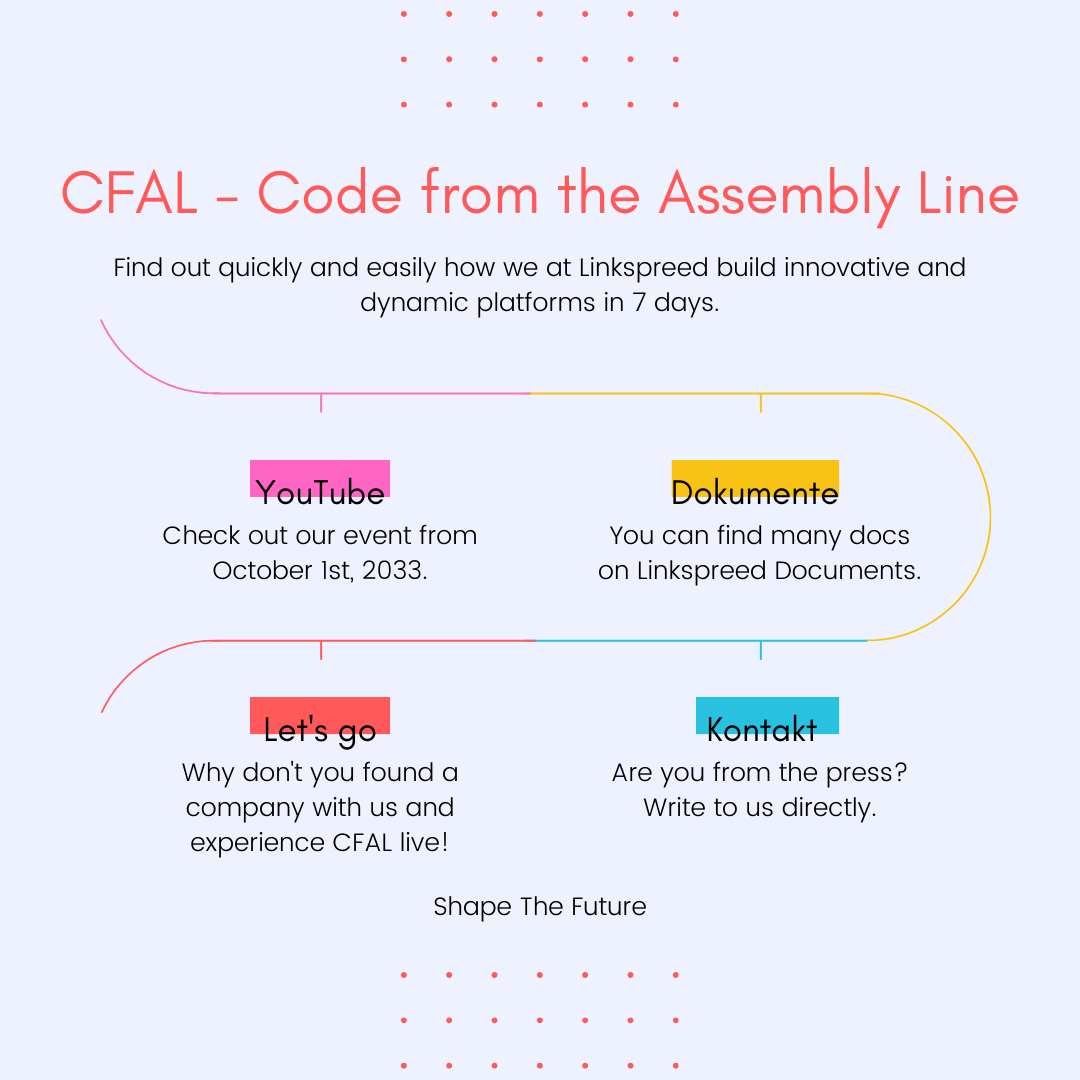 CFAL – Code from the Assembly Line
Find out quickly and easily how we at Linkspreed build innovative and
dynamic platforms in 7 days.
YouTube
Check out our event from
October 1st, 2033.
Dokumente
You can find many docs
on Linkspreed Documents.
Let's go
Why don't you found a
company with us and
experience CFAL live!
Kontakt
Are you from the press?
Write to us directly.
Shape The Future